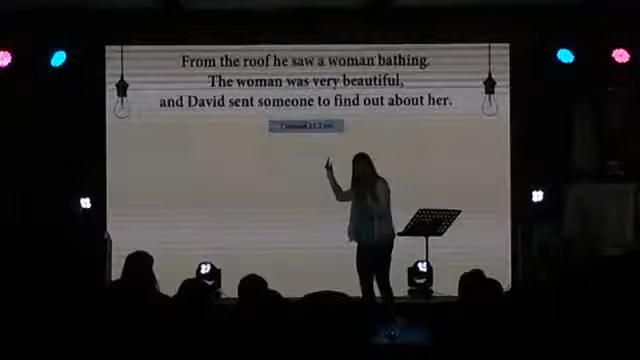 From the roof he saw a woman bathing.
The woman was very beautiful,
and David sent someone to find out about her.